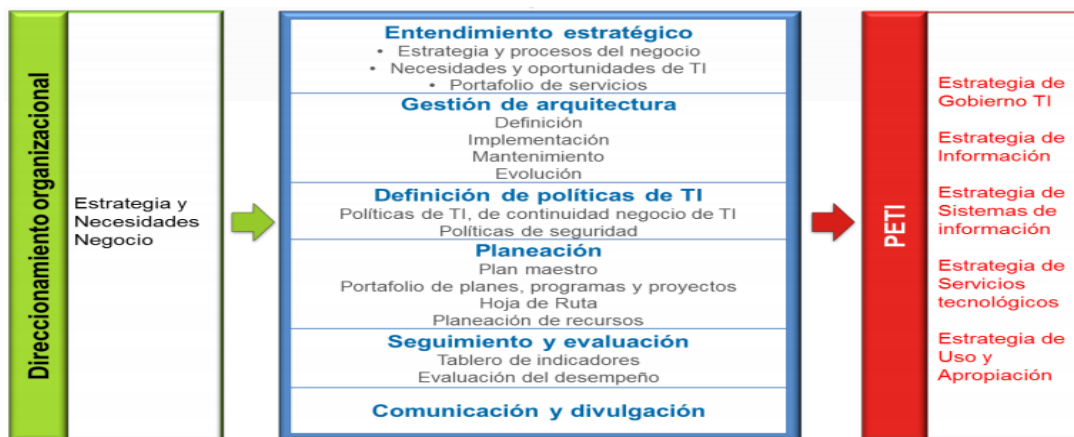 Direccionamiento organizacional
Estrategia y
Necesidades
Negocio
Entendimiento estratégico
• Estrategia y procesos del negocio
• Necesidades y oportunidades de TI
• Portafolio de servicios
Gestión de arquitectura
Definición
Implementación
Mantenimiento
Evolución
Definición de políticas de TI
Políticas de TI, de continuidad negocio de TI
Políticas de seguridad
Planeación
Plan maestro
Portafolio de planes, programas y proyectos
Hoja de Ruta
Planeación de recursos
Seguimiento y evaluación
Tablero de indicadores
Evaluación del desempeño
Comunicación y divulgación
PETI
Estrategia de
Gobierno TI
Estrategia de
Información
Estrategia de
Sistemas de
información
Estrategia de
Servicios
tecnológicos
Estrategia de
Uso y
Apropiación